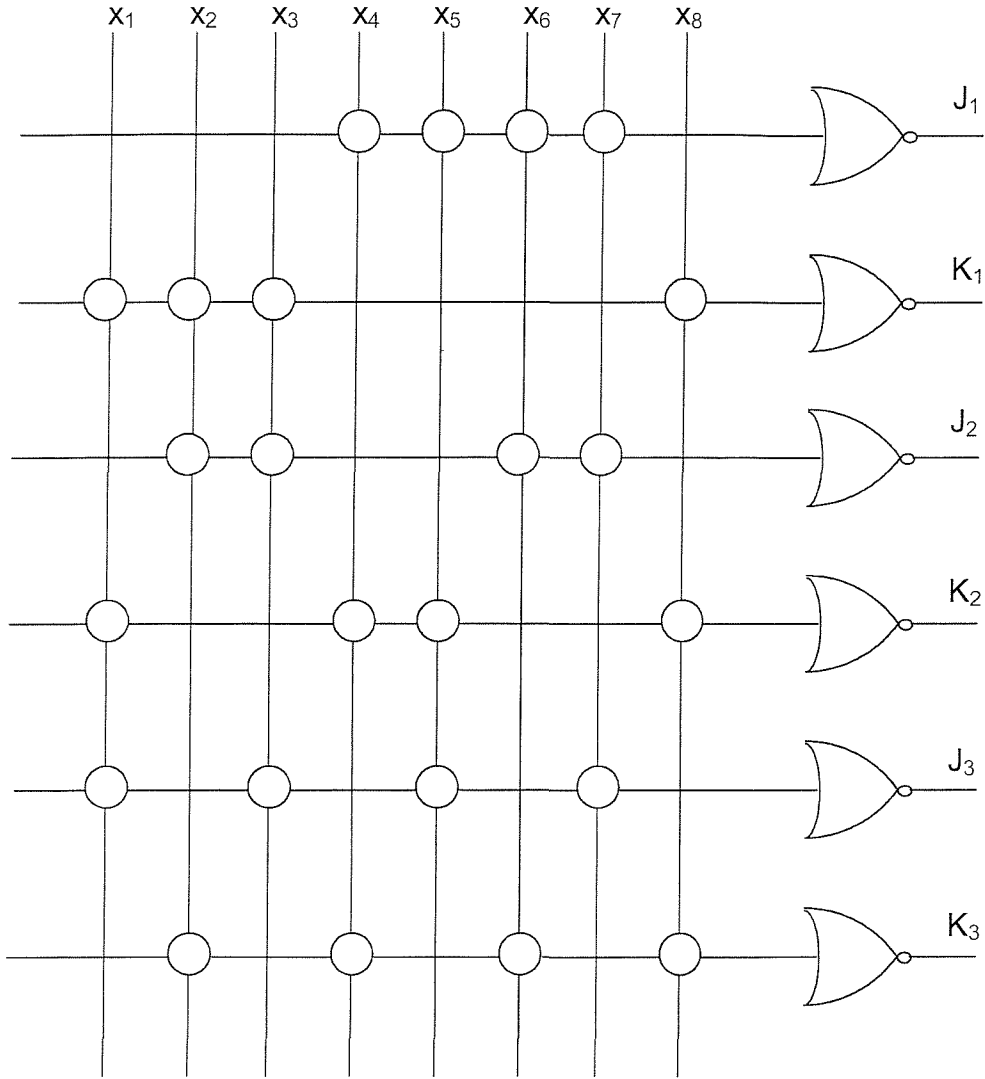 x₁ x₂ x₃ x₄ x₅ x₆ x₇ x₈
J₁
K₁
J₂
K₂
J₃
K₃